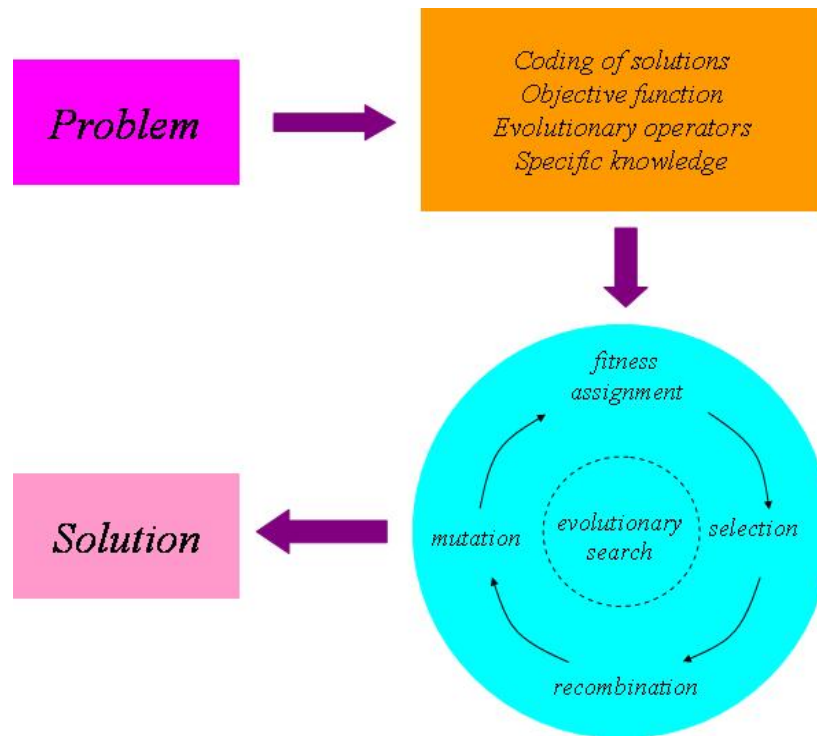 Problem
Coding of solutions
Objective function
Evolutionary operators
Specific knowledge
fitness
assignment
selection
recombination
mutation
evolutionary
search
Solution